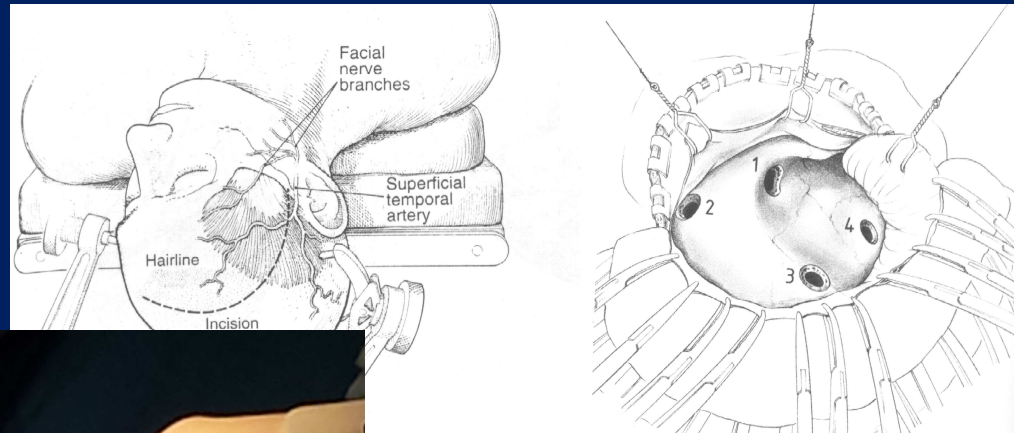 Facial
nerve
branches
Superficial
temporal
artery
Hairline
Incision
1
2
4
3